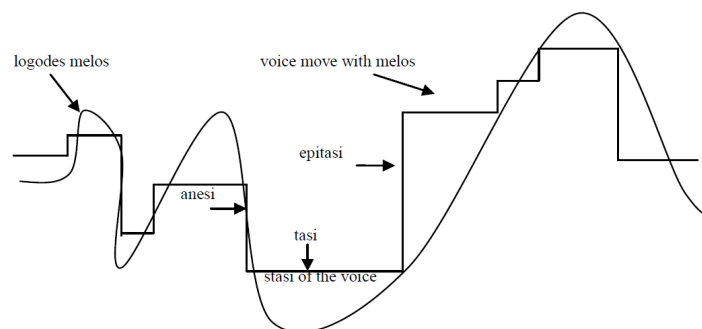 logodes melos
voice move with melos
epitasi
anesi
tasi
stasi of the voice